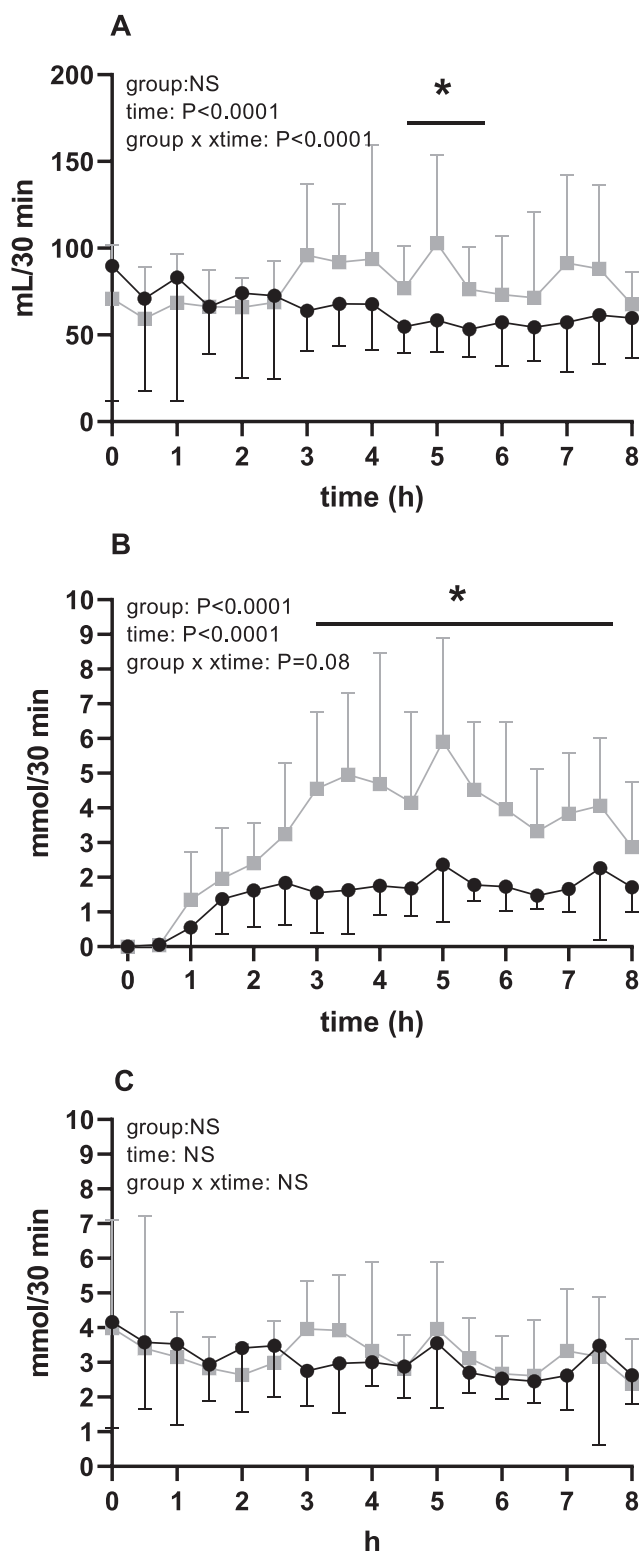 A
200
150
100
50
0
mL/30 min
group:NS
time: P<0.0001
group x xtime: P<0.0001
*
0 1 2 3 4 5 6 7 8
time (h)
B
10
9
8
7
6
5
4
3
2
1
0
mmol/30 min
group: P<0.0001
time: P<0.0001
group x xtime: P=0.08
*
0 1 2 3 4 5 6 7 8
time (h)
C
10
9
8
7
6
5
4
3
2
1
0
mmol/30 min
group:NS
time: NS
group x xtime: NS
0 1 2 3 4 5 6 7 8
h